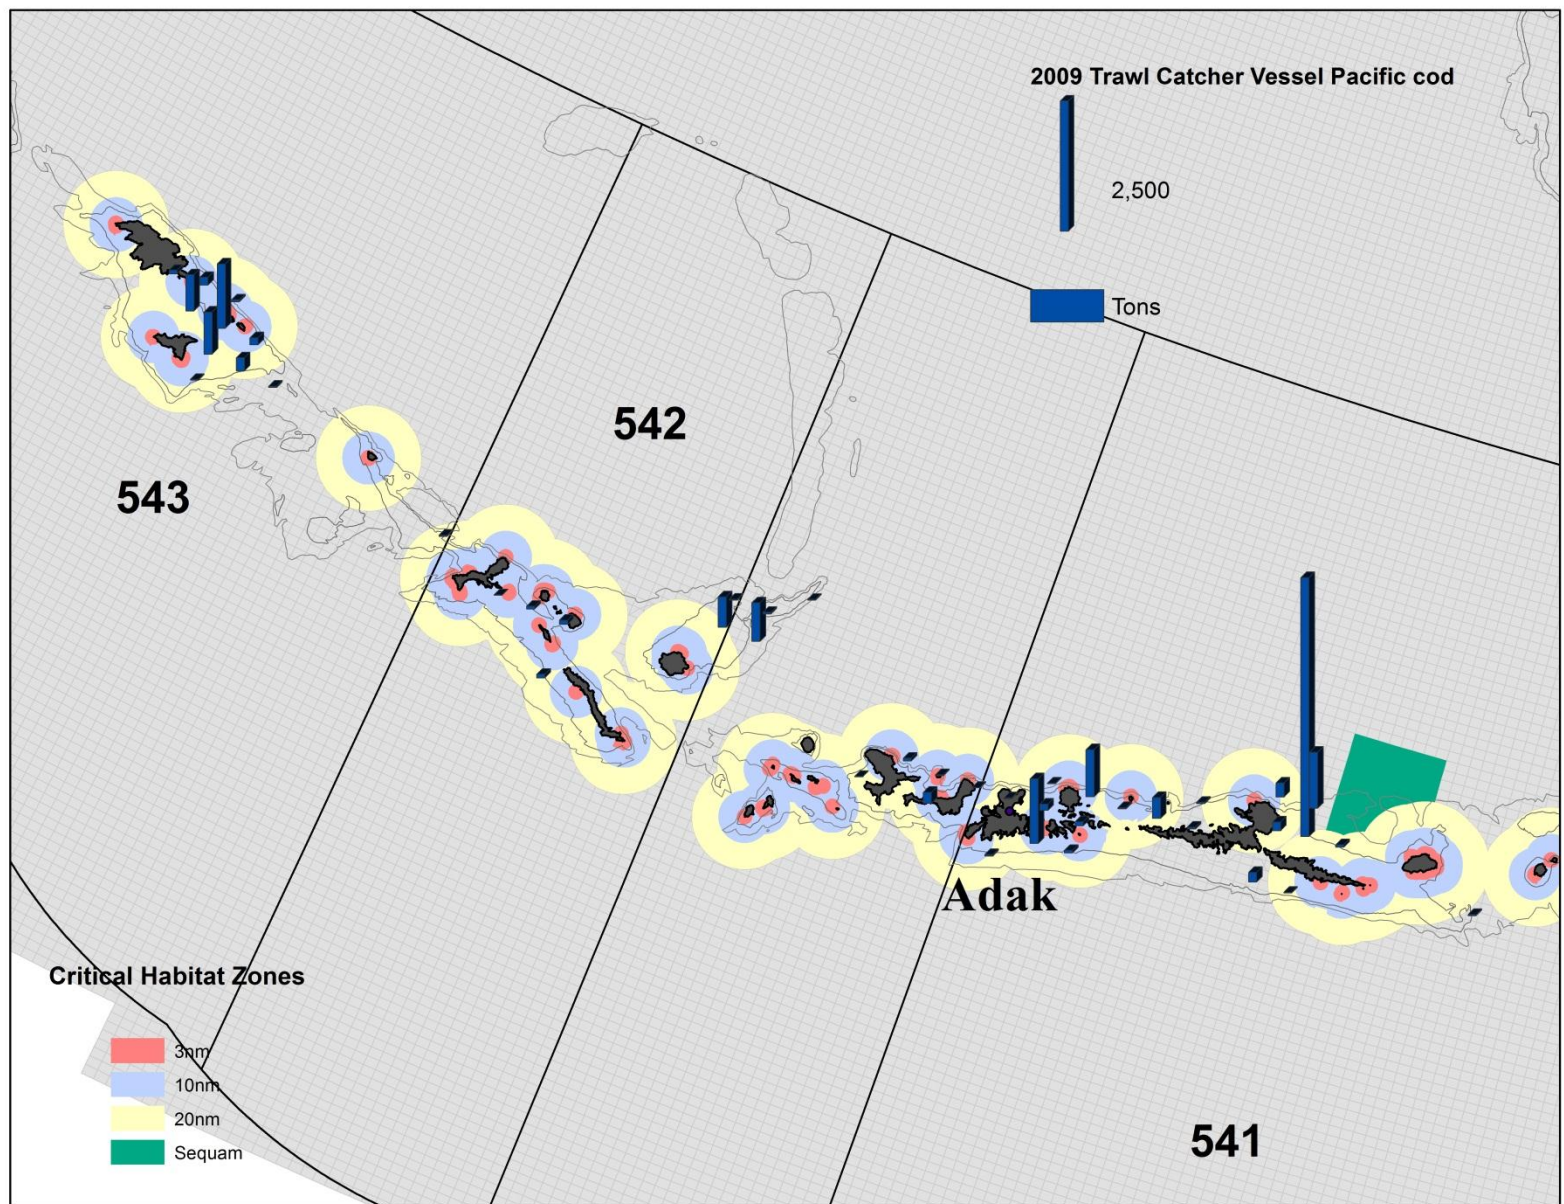 2009 Trawl Catcher Vessel Pacific cod
2,500
Tons
542
543
Adak
Critical Habitat Zones
3nm
10nm
20nm
Sequam
541